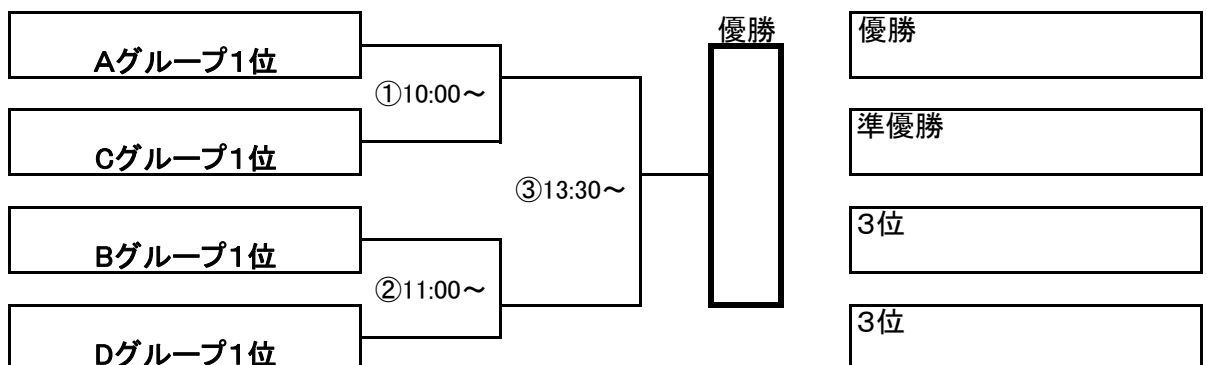 優勝
優勝
Aグループ1位
①10:00～
準優勝
Cグループ1位
③13:30～
3位
Bグループ1位
②11:00～
3位
Dグループ1位